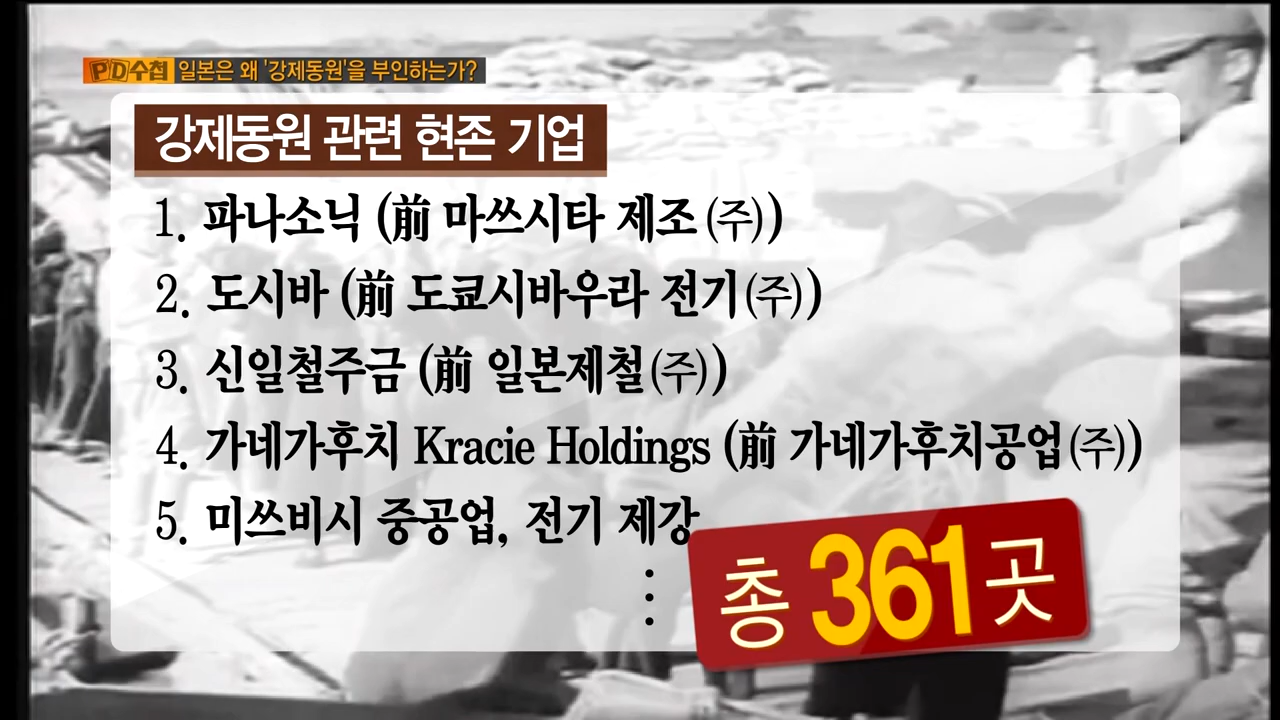 PD수첩 일본은 왜 '강제동원'을 부인하는가?
강제동원 관련 현존 기업
1. 파나소닉 (前 마쓰시타 제조(주))
2. 도시바 (前 도쿄시바우라 전기(주))
3. 신일철주금 (前 일본제철(주))
4. 가네가후치 Kracie Holdings (前 가네가후치공업(주))
5. 미쓰비시 중공업, 전기 제강
총 361곳